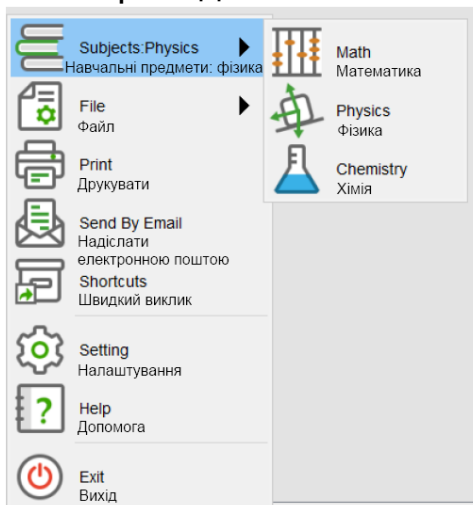 Subjects:Physics
Навчальні предмети: фізика
File
Файл
Print
Друкувати
Send By Email
Надіслати
електронною поштою
Shortcuts
Швидкий виклик
Setting
Налаштування
Help
Допомога
Exit
Вихід
Math
Математика
Physics
Фізика
Chemistry
Хімія